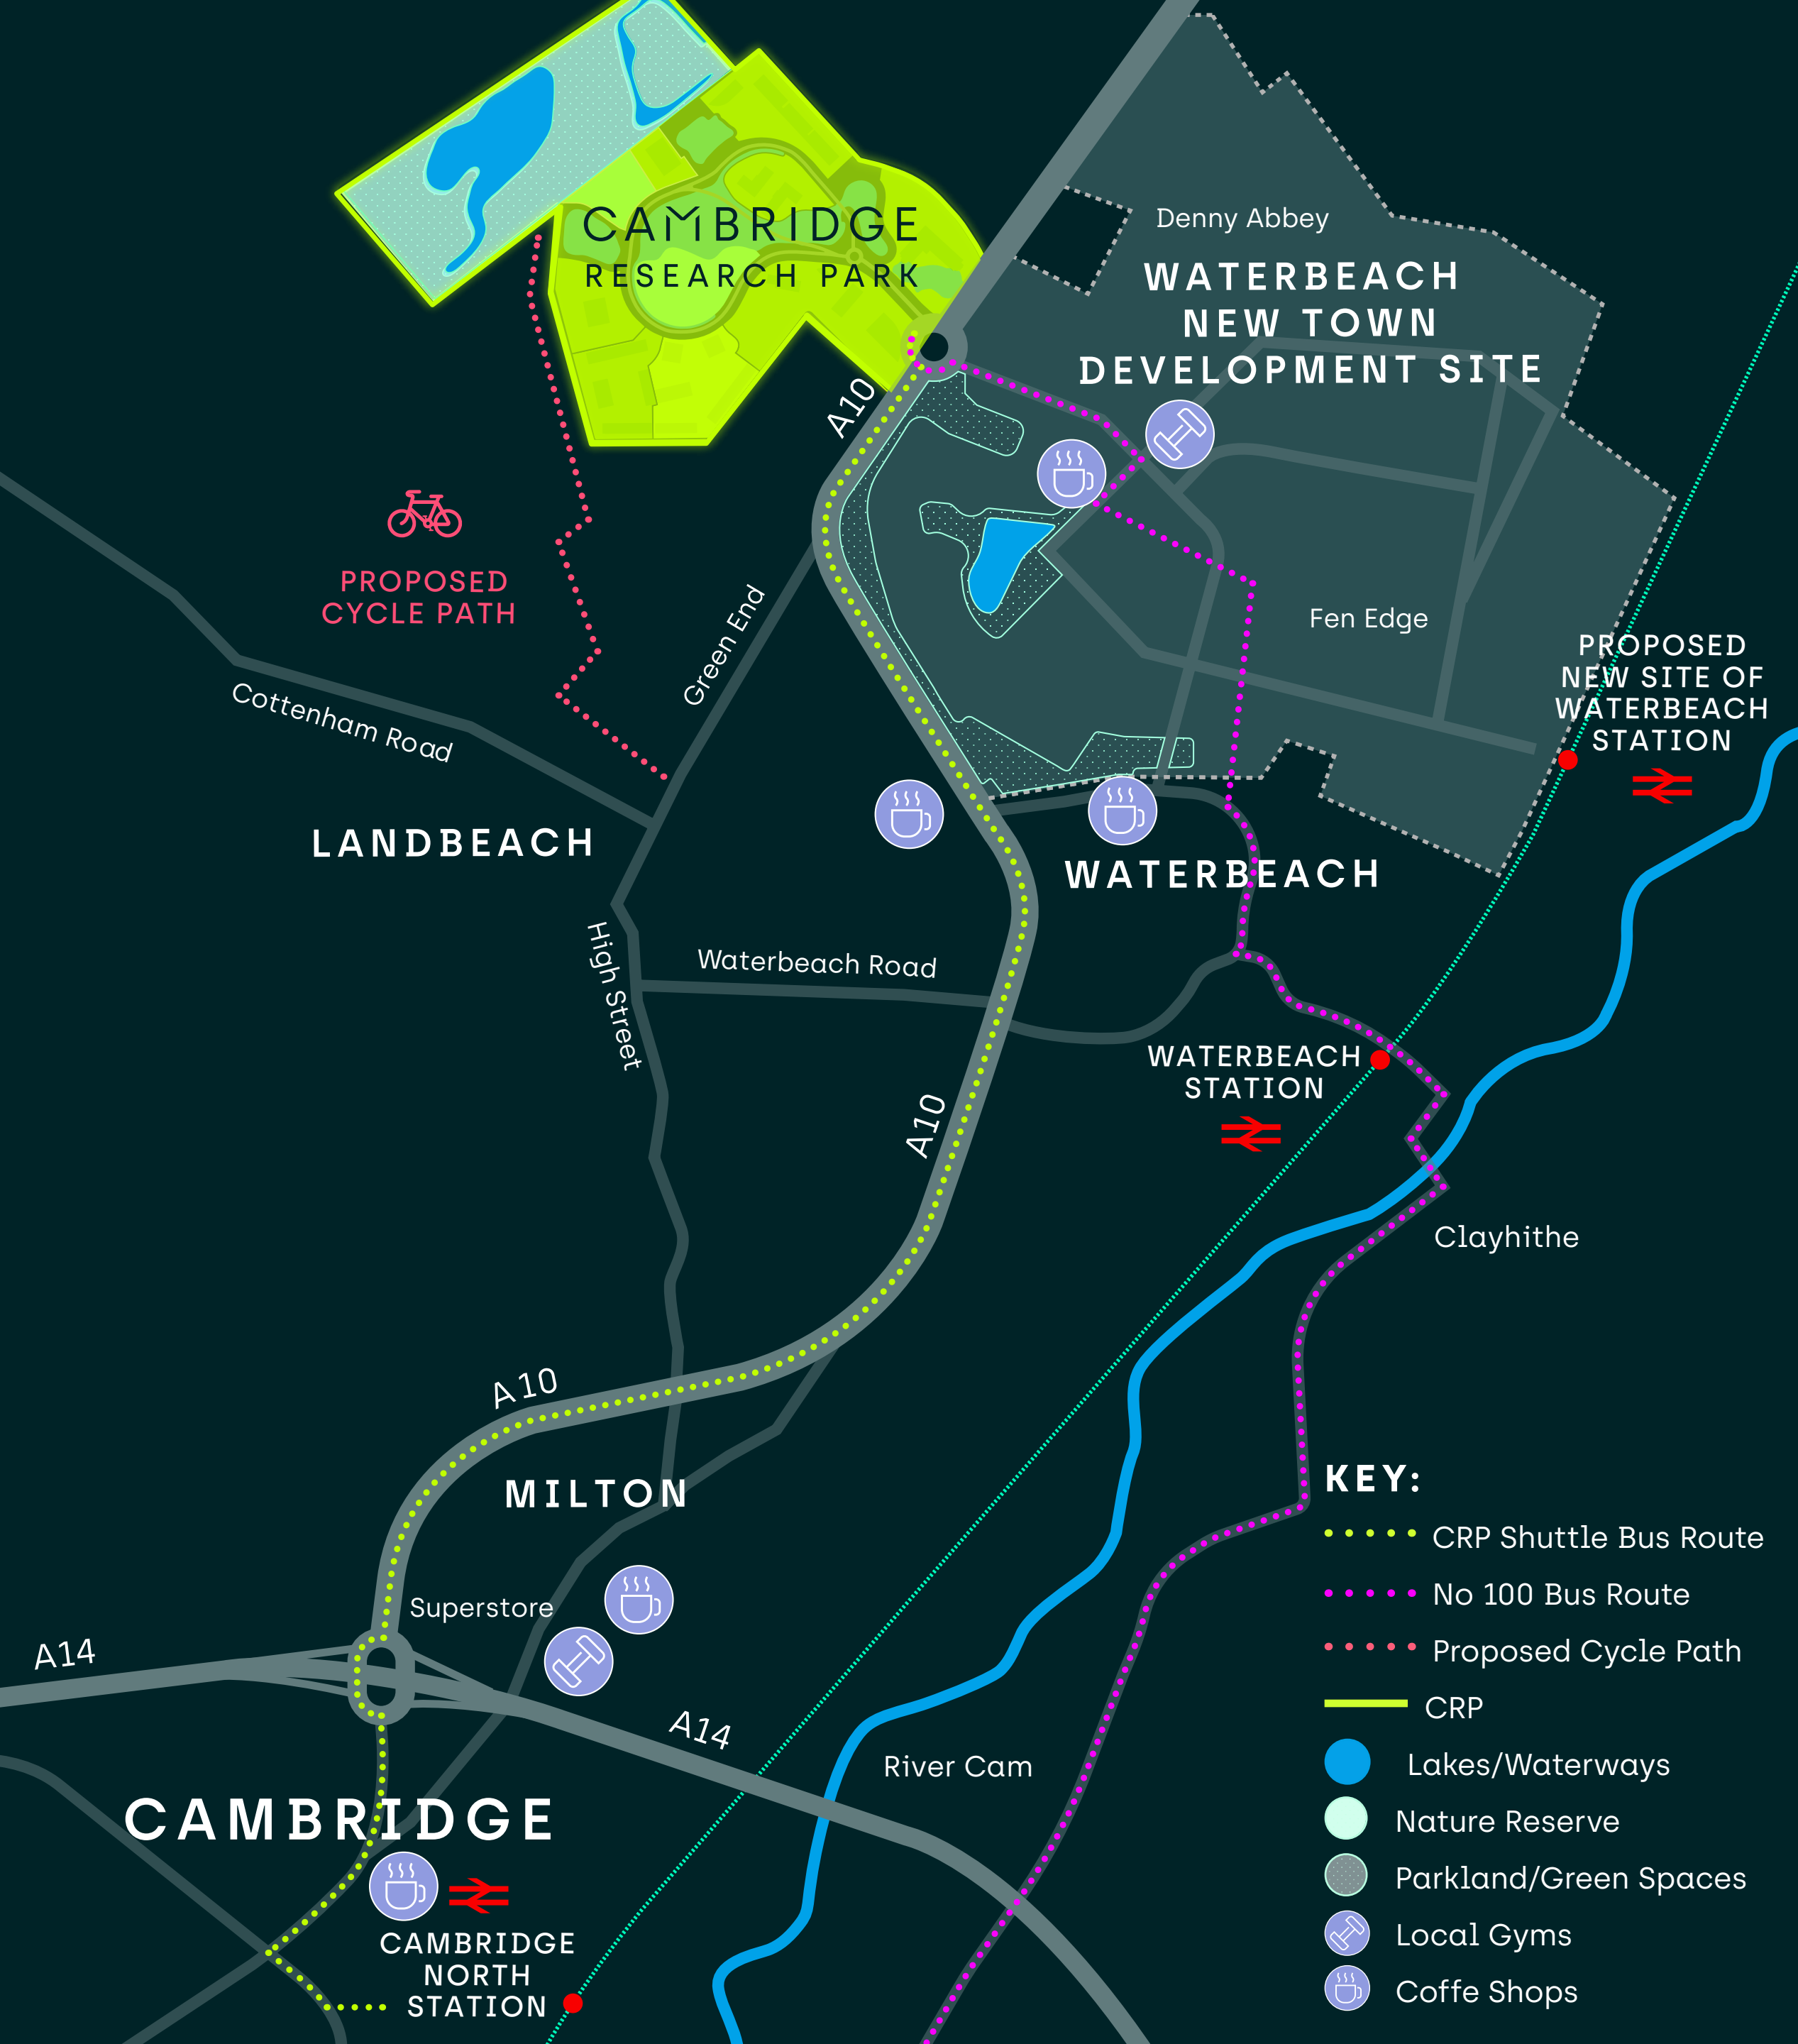 CAMBRIDGE
RESEARCH PARK
Denny Abbey
WATERBEACH
NEW TOWN
DEVELOPMENT SITE
A10
PROPOSED
CYCLE PATH
Green End
Fen Edge
PROPOSED
NEW SITE OF
WATERBEACH
STATION
Cottenham Road
LANDBEACH
WATERBEACH
High Street
Waterbeach Road
WATERBEACH
STATION
A10
Clayhithe
A10
MILTON
Superstore
A14
A14
River Cam
CAMBRIDGE
CAMBRIDGE
NORTH
STATION
KEY:
CRP Shuttle Bus Route
No 100 Bus Route
Proposed Cycle Path
CRP
Lakes/Waterways
Nature Reserve
Parkland/Green Spaces
Local Gyms
Coffe Shops